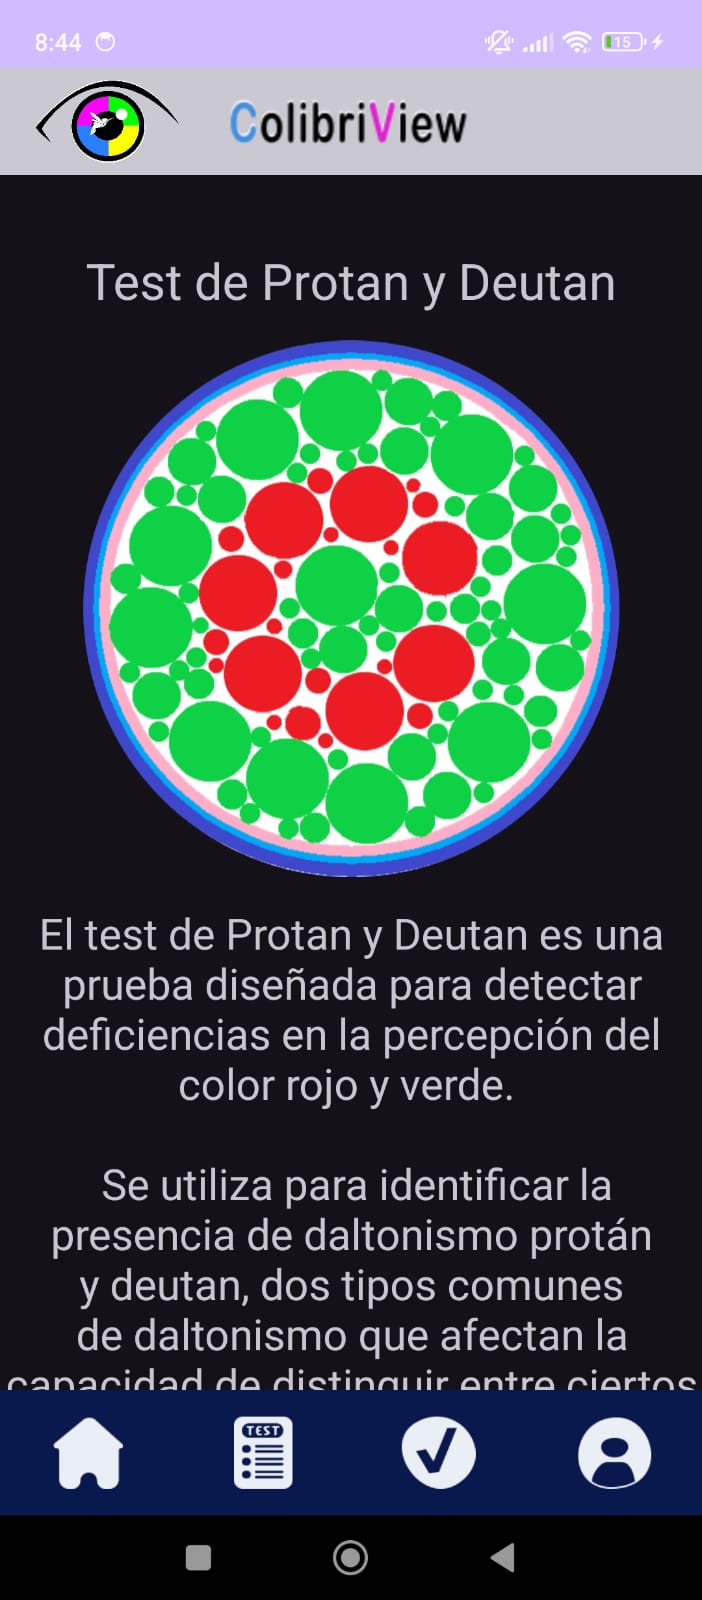 8:44
15
ColibriView
Test de Protan y Deutan
El test de Protan y Deutan es una
prueba diseñada para detectar
deficiencias en la percepción del
color rojo y verde.
Se utiliza para identificar la
presencia de daltonismo protán
y deutan, dos tipos comunes
de daltonismo que afectan la
capacidad de distinguir entre ciertos
TEST